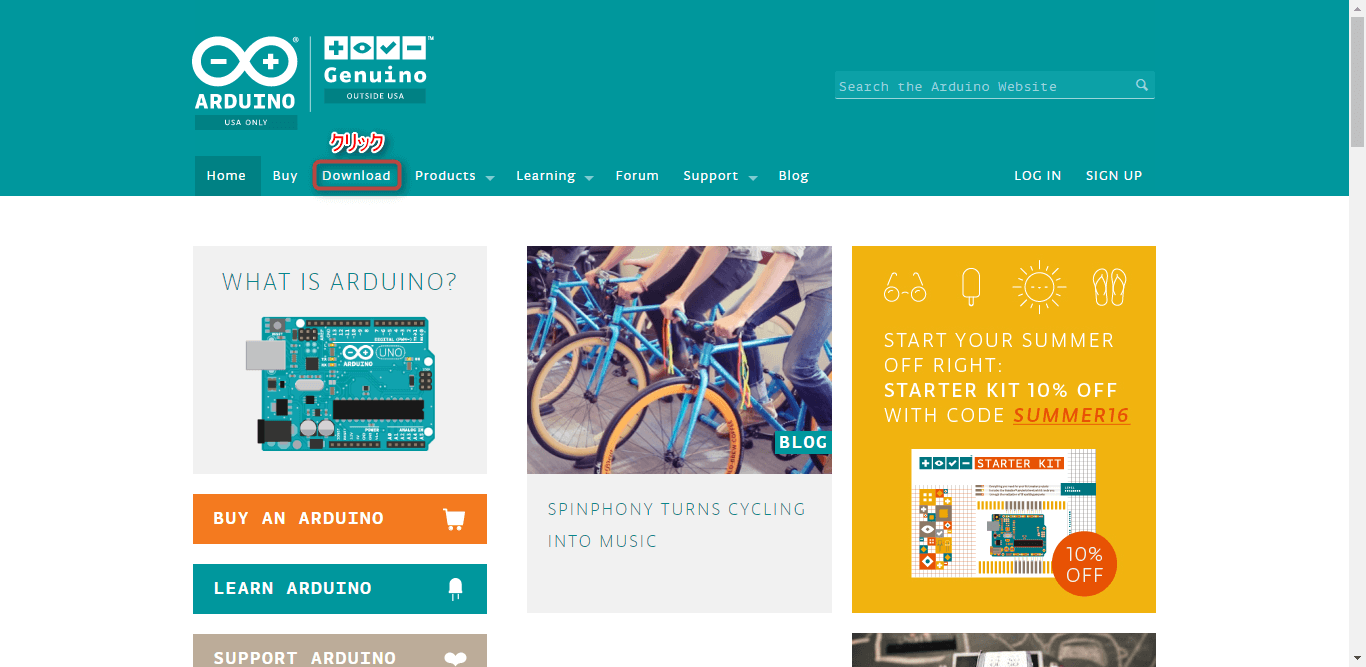 ARDUINO
USA ONLY
Genuino
OUTSIDE USA
Search the Arduino Website
クリック
Home Buy Download Products Learning Forum Support Blog LOG IN SIGN UP
WHAT IS ARDUINO?
UNO
ARDUINO
BUY AN ARDUINO
LEARN ARDUINO
SUPPORT ARDUINO
BLOG
SPINPHONY TURNS CYCLING
INTO MUSIC
START YOUR SUMMER
OFF RIGHT:
STARTER KIT 10% OFF
WITH CODE SUMMER16
STARTER KIT
10%
OFF